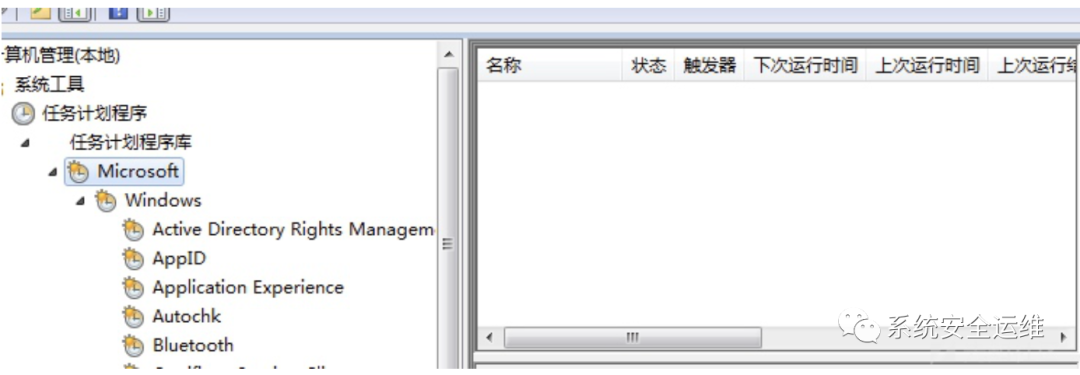 算机管理(本地)
系统工具
任务计划程序
任务计划程序库
Microsoft
Windows
Active Directory Rights Managem
AppID
Application Experience
Autochk
Bluetooth
名称 状态 触发器 下次运行时间 上次运行时间 上次运行结
系统安全运维